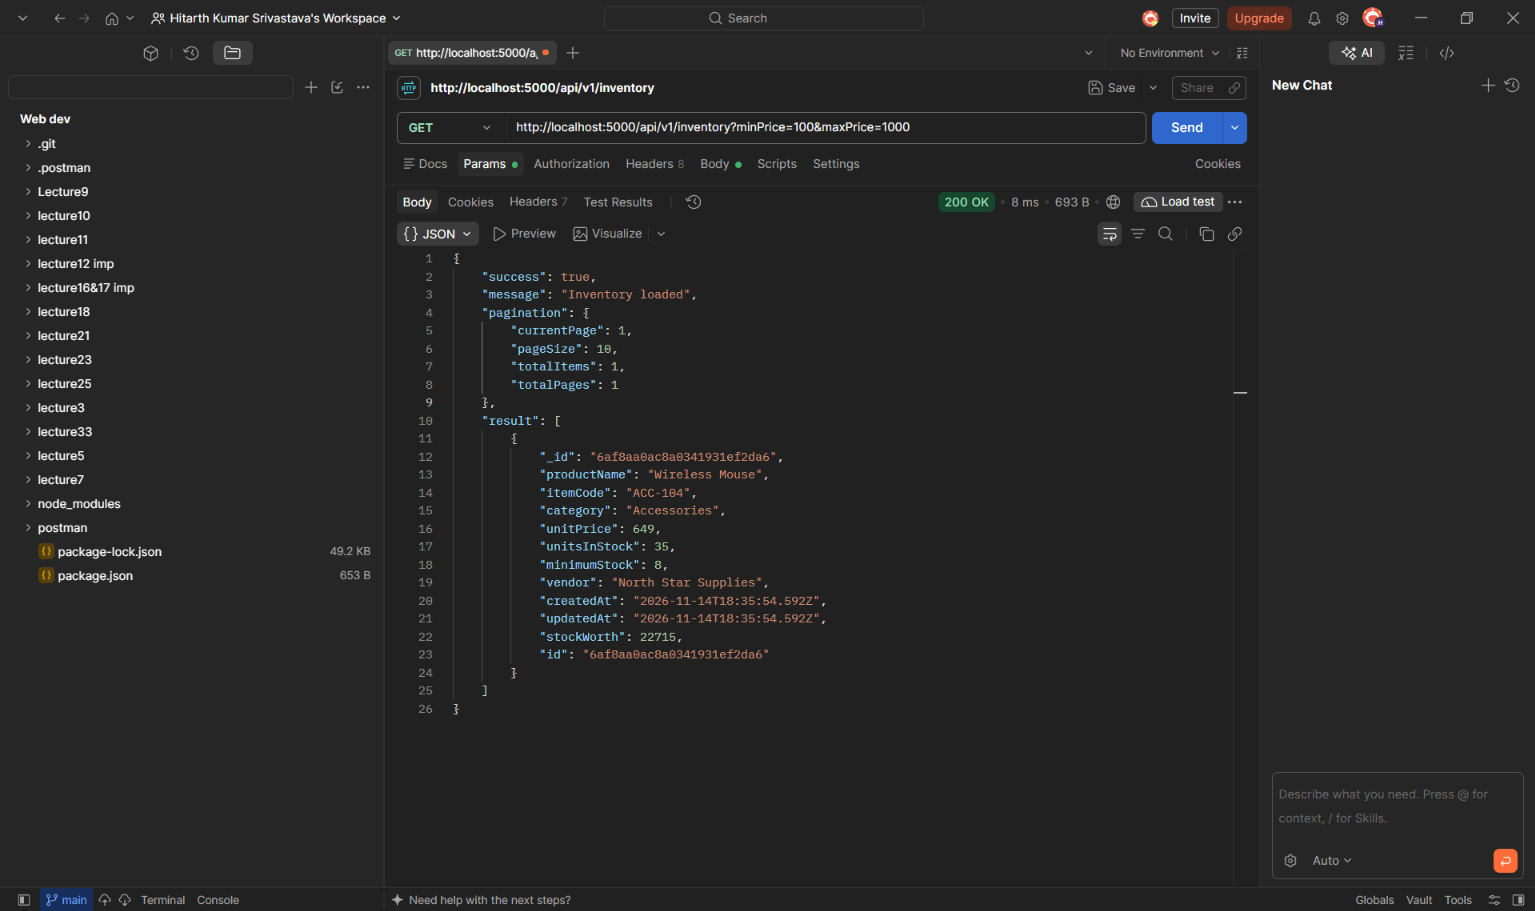 Hitarth Kumar Srivastava's Workspace
Search
Invite
Upgrade
GET http://localhost:5000/a
No Environment
AI
http://localhost:5000/api/v1/inventory
Save
Share
New Chat
Web dev
GET
http://localhost:5000/api/v1/inventory?minPrice=100&maxPrice=1000
Send
.git
.postman
Lecture9
lecture10
lecture11
lecture12 imp
lecture16&17 imp
lecture18
lecture21
lecture23
lecture25
lecture3
lecture33
lecture5
lecture7
node_modules
postman
{} package-lock.json 49.2 KB
{} package.json 653 B
Docs Params Authorization Headers 8 Body Scripts Settings Cookies
Body Cookies Headers 7 Test Results 200 OK 8 ms 693 B Load test
{} JSON Preview Visualize
1 {
2 "success": true,
3 "message": "Inventory loaded",
4 "pagination": {
5 "currentPage": 1,
6 "pageSize": 10,
7 "totalItems": 1,
8 "totalPages": 1
9 },
10 "result": [
11 {
12 "_id": "6af8aa0ac8a0341931ef2da6",
13 "productName": "Wireless Mouse",
14 "itemCode": "ACC-104",
15 "category": "Accessories",
16 "unitPrice": 649,
17 "unitsInStock": 35,
18 "minimumStock": 8,
19 "vendor": "North Star Supplies",
20 "createdAt": "2026-11-14T18:35:54.592Z",
21 "updatedAt": "2026-11-14T18:35:54.592Z",
22 "stockWorth": 22715,
23 "id": "6af8aa0ac8a0341931ef2da6"
24 }
25 ]
26 }
Describe what you need. Press @ for
context, / for Skills.
Auto
main
Terminal
Console
Need help with the next steps?
Globals
Vault
Tools